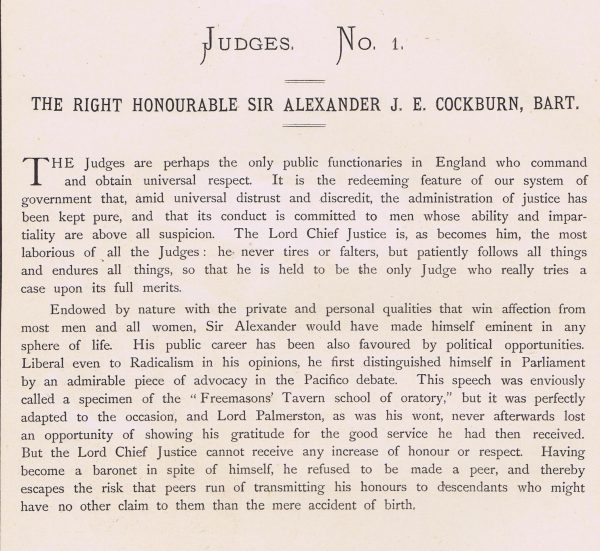 JUDGES. No. 1.
THE RIGHT HONOURABLE SIR ALEXANDER J. E. COCKBURN, BART.
THE Judges are perhaps the only public functionaries in England who command
and obtain universal respect. It is the redeeming feature of our system of
government that, amid universal distrust and discredit, the administration of justice has
been kept pure, and that its conduct is committed to men whose ability and impar-
tiality are above all suspicion. The Lord Chief Justice is, as becomes him, the most
laborious of all the Judges: he never tires or falters, but patiently follows all things
and endures all things, so that he is held to be the only Judge who really tries a
case upon its full merits.
Endowed by nature with the private and personal qualities that win affection from
most men and all women, Sir Alexander would have made himself eminent in any
sphere of life. His public career has been also favoured by political opportunities.
Liberal even to Radicalism in his opinions, he first distinguished himself in Parliament
by an admirable piece of advocacy in the Pacifico debate. This speech was enviously
called a specimen of the "Freemasons' Tavern school of oratory," but it was perfectly
adapted to the occasion, and Lord Palmerston, as was his wont, never afterwards lost
an opportunity of showing his gratitude for the good service he had then received.
But the Lord Chief Justice cannot receive any increase of honour or respect. Having
become a baronet in spite of himself, he refused to be made a peer, and thereby
escapes the risk that peers run of transmitting his honours to descendants who might
have no other claim to them than the mere accident of birth.